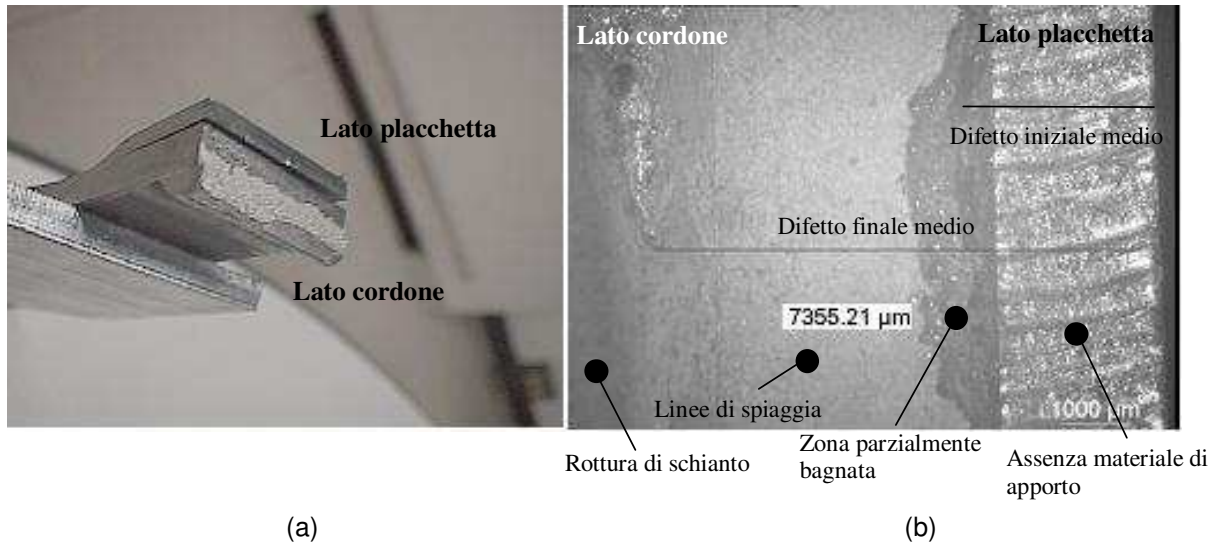 Lato placchetta
Lato cordone
Lato cordone
Lato placchetta
Difetto iniziale medio
Difetto finale medio
7355.21 µm
Linee di spiaggia
1000 µm
Rottura di schianto
Zona parzialmente
bagnata
Assenza materiale di
apporto
(a)
(b)